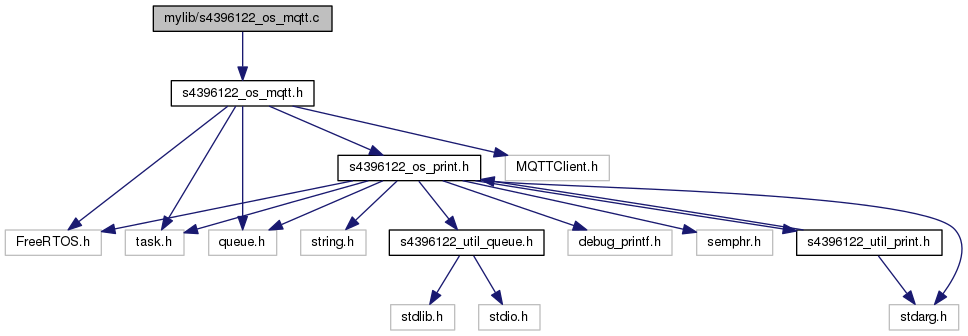 mylib/s4396122_os_mqtt.c
s4396122_os_mqtt.h
s4396122_os_print.h
MQTTClient.h
FreeRTOS.h
task.h
queue.h
string.h
s4396122_util_queue.h
debug_printf.h
semphr.h
s4396122_util_print.h
stdlib.h
stdio.h
stdarg.h